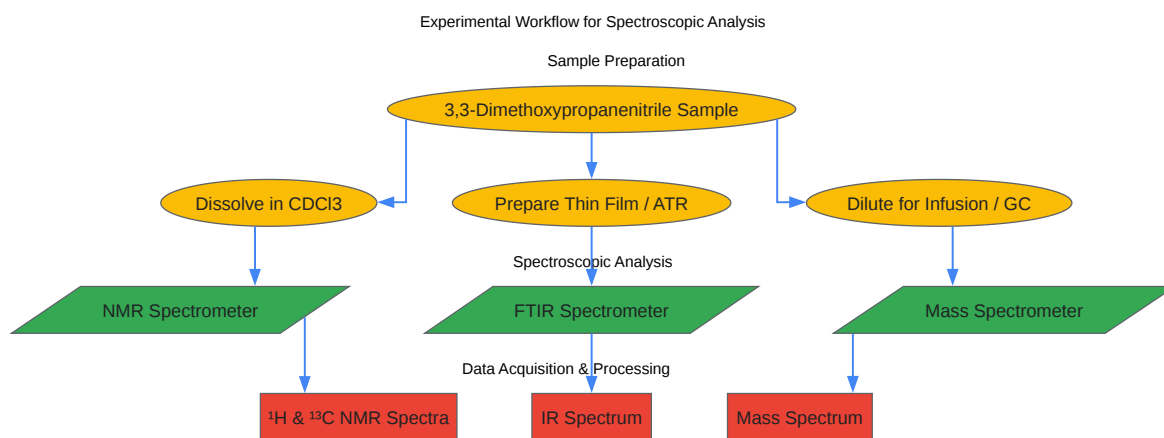 Experimental Workflow for Spectroscopic Analysis
Sample Preparation
3,3-Dimethoxypropanenitrile Sample
Dissolve in CDCl3
Prepare Thin Film / ATR
Dilute for Infusion / GC
Spectroscopic Analysis
NMR Spectrometer
FTIR Spectrometer
Mass Spectrometer
Data Acquisition & Processing
¹H & ¹³C NMR Spectra
IR Spectrum
Mass Spectrum